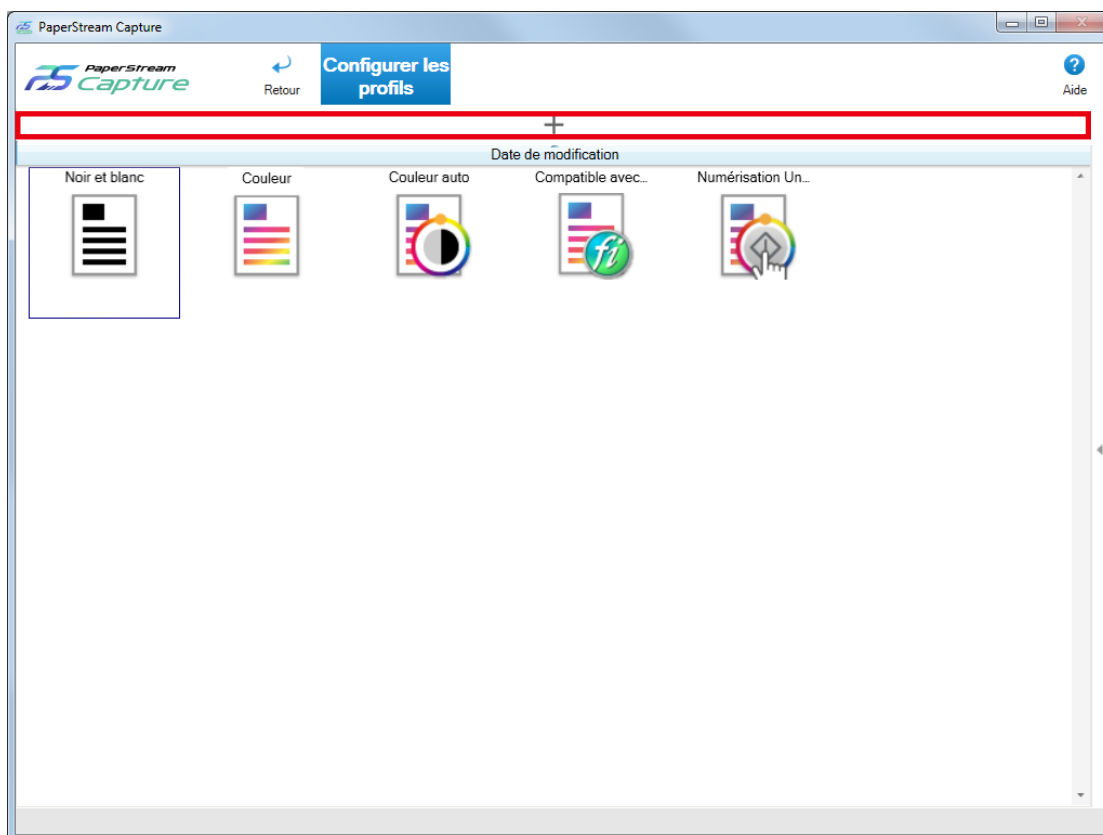 PaperStream Capture
PaperStream
Capture
Retour
Configurer les
profils
Aide
Date de modification
Noir et blanc
Couleur
Couleur auto
Compatible avec...
Numérisation Un...
fi